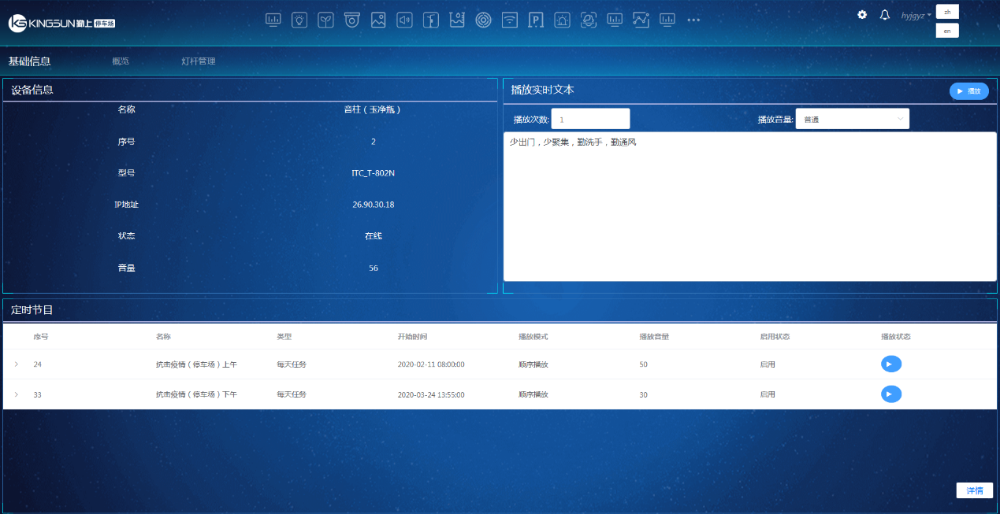 KINGSUN勤上 停车场
hyjgyz
zh
en
基础信息 概览 灯杆管理
设备信息
名称 音柱（玉净瓶）
序号 2
型号 ITC_T-802N
IP地址 26.90.30.18
状态 在线
音量 56
播放实时文本 播放
播放次数: 1 播放音量: 普通
少出门，少聚集，勤洗手，勤通风
定时节目
序号 名称 类型 开始时间 播放模式 播放音量 启用状态 播放状态
24 抗击疫情（停车场）上午 每天任务 2020-02-11 08:00:00 顺序播放 50 启用
33 抗击疫情（停车场）下午 每天任务 2020-03-24 13:55:00 顺序播放 30 启用
详情